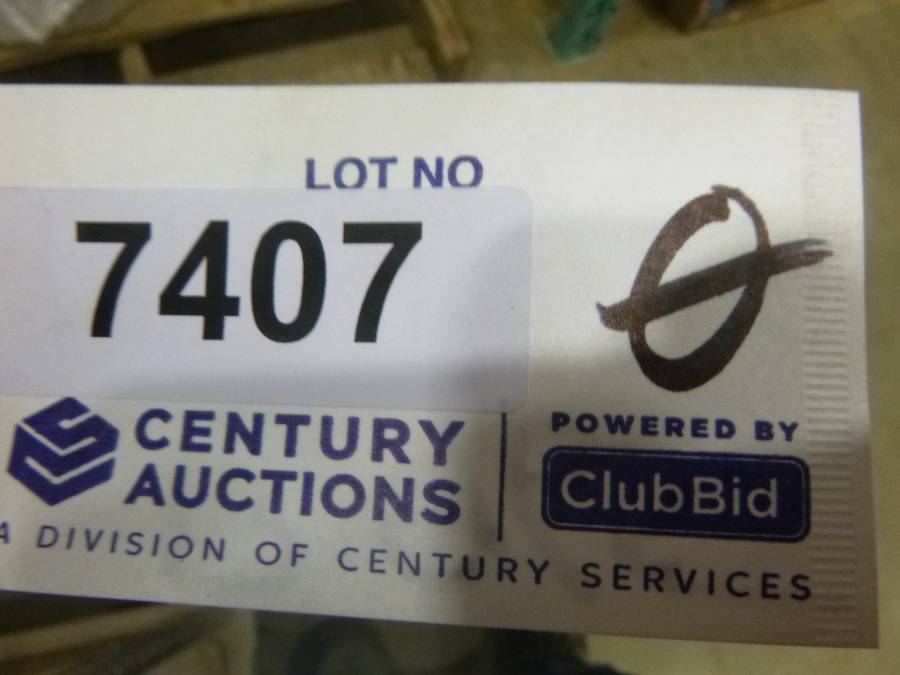 LOT NO
7407
Ø
CENTURY
AUCTIONS
POWERED BY
ClubBid
A DIVISION OF CENTURY SERVICES